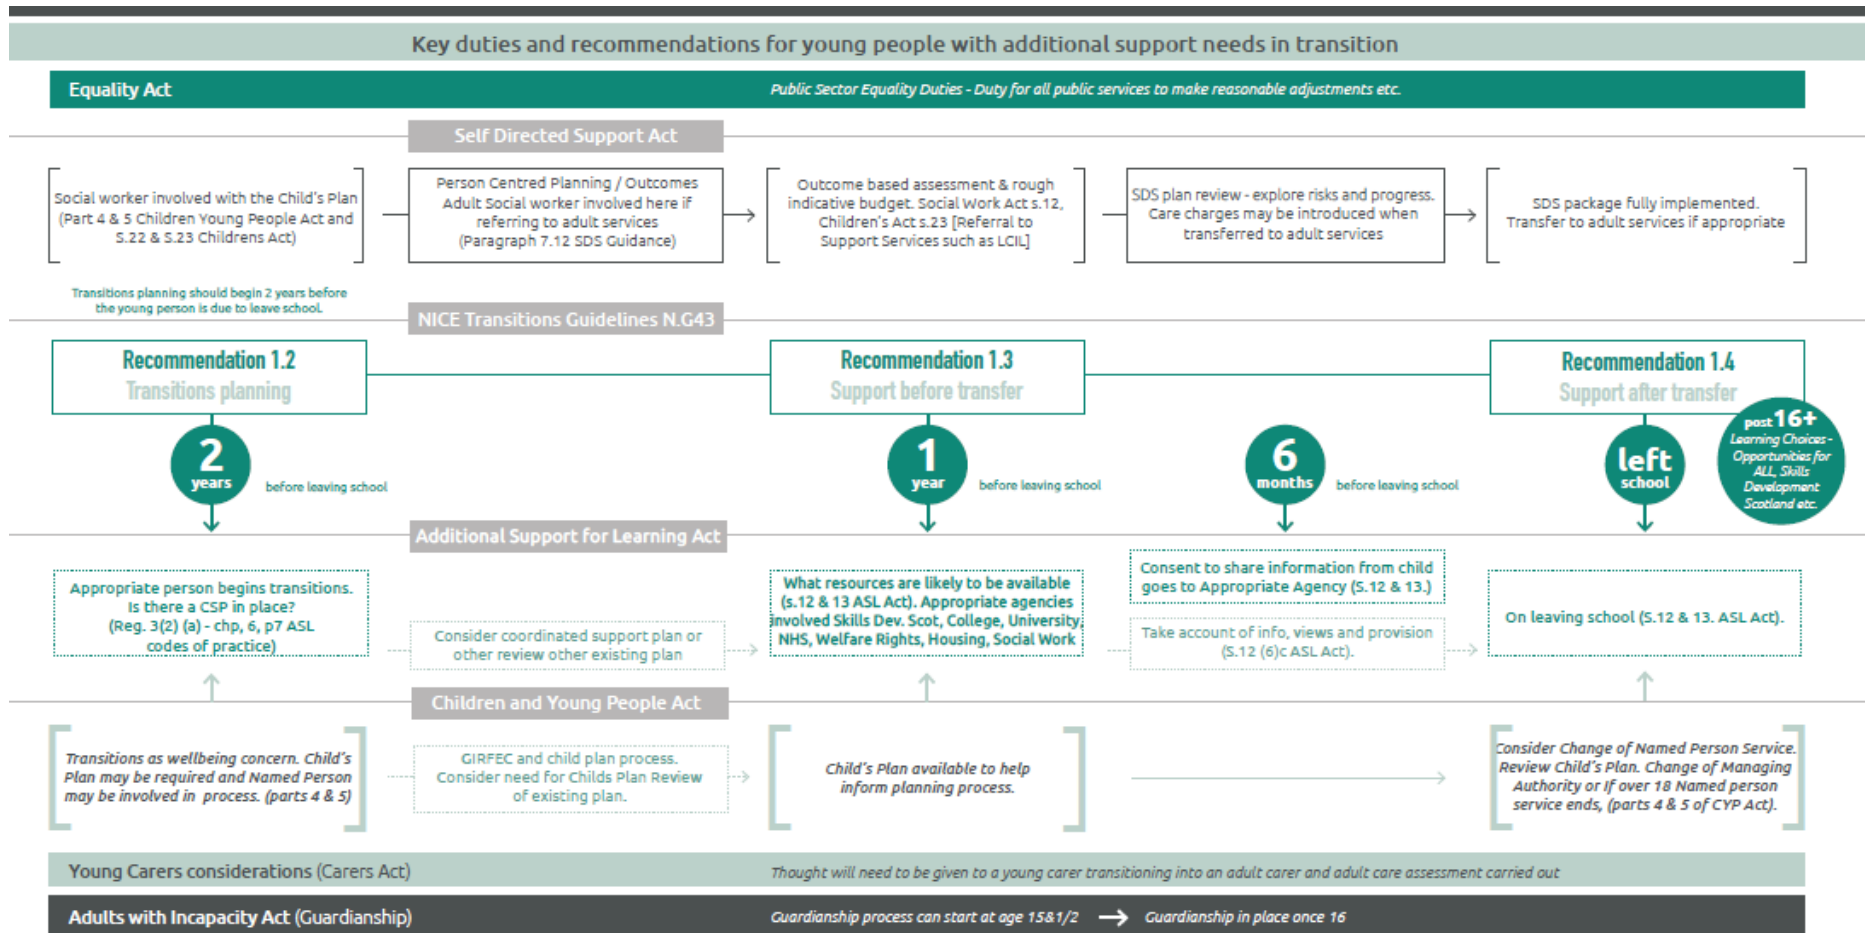 Key duties and recommendations for young people with additional support needs in transition
Equality Act
Public Sector Equality Duties - Duty for all public services to make reasonable adjustments etc.
Self Directed Support Act
Social worker involved with the Child's Plan
(Part 4 & 5 Children Young People Act and
S.22 & S.23 Childrens Act)
Person Centred Planning / Outcomes
Adult Social worker involved here if
referring to adult services
(Paragraph 7.12 SDS Guidance)
Outcome based assessment & rough
indicative budget. Social Work Act s.12,
Children's Act s.23 [Referral to
Support Services such as LCIL]
SDS plan review - explore risks and progress.
Care charges may be introduced when
transferred to adult services
SDS package fully implemented.
Transfer to adult services if appropriate
Transitions planning should begin 2 years before
the young person is due to leave school.
NICE Transitions Guidelines N.G43
Recommendation 1.2
Transitions planning
Recommendation 1.3
Support before transfer
Recommendation 1.4
Support after transfer
2
years
before leaving school
1
year
before leaving school
6
months
before leaving school
left
school
post 16+
Learning Choices -
Opportunities for
ALL, Skills
Development
Scotland etc.
Additional Support for Learning Act
Appropriate person begins transitions.
Is there a CSP in place?
(Reg. 3(2) (a) - chp, 6, p7 ASL
codes of practice)
Consider coordinated support plan or
other review other existing plan
What resources are likely to be available
(s.12 & 13 ASL Act). Appropriate agencies
involved Skills Dev. Scot, College, University,
NHS, Welfare Rights, Housing, Social Work
Consent to share information from child
goes to Appropriate Agency (S.12 & 13.)
Take account of info, views and provision
(S.12 (6)c ASL Act).
On leaving school (S.12 & 13. ASL Act).
Children and Young People Act
Transitions as wellbeing concern. Child's
Plan may be required and Named Person
may be involved in process. (parts 4 & 5)
GIRFEC and child plan process.
Consider need for Childs Plan Review
of existing plan.
Child's Plan available to help
inform planning process.
Consider Change of Named Person Service.
Review Child's Plan. Change of Managing
Authority or If over 18 Named person
service ends, (parts 4 & 5 of CYP Act).
Young Carers considerations (Carers Act)
Thought will need to be given to a young carer transitioning into an adult carer and adult care assessment carried out
Adults with Incapacity Act (Guardianship)
Guardianship process can start at age 15&1/2 → Guardianship in place once 16